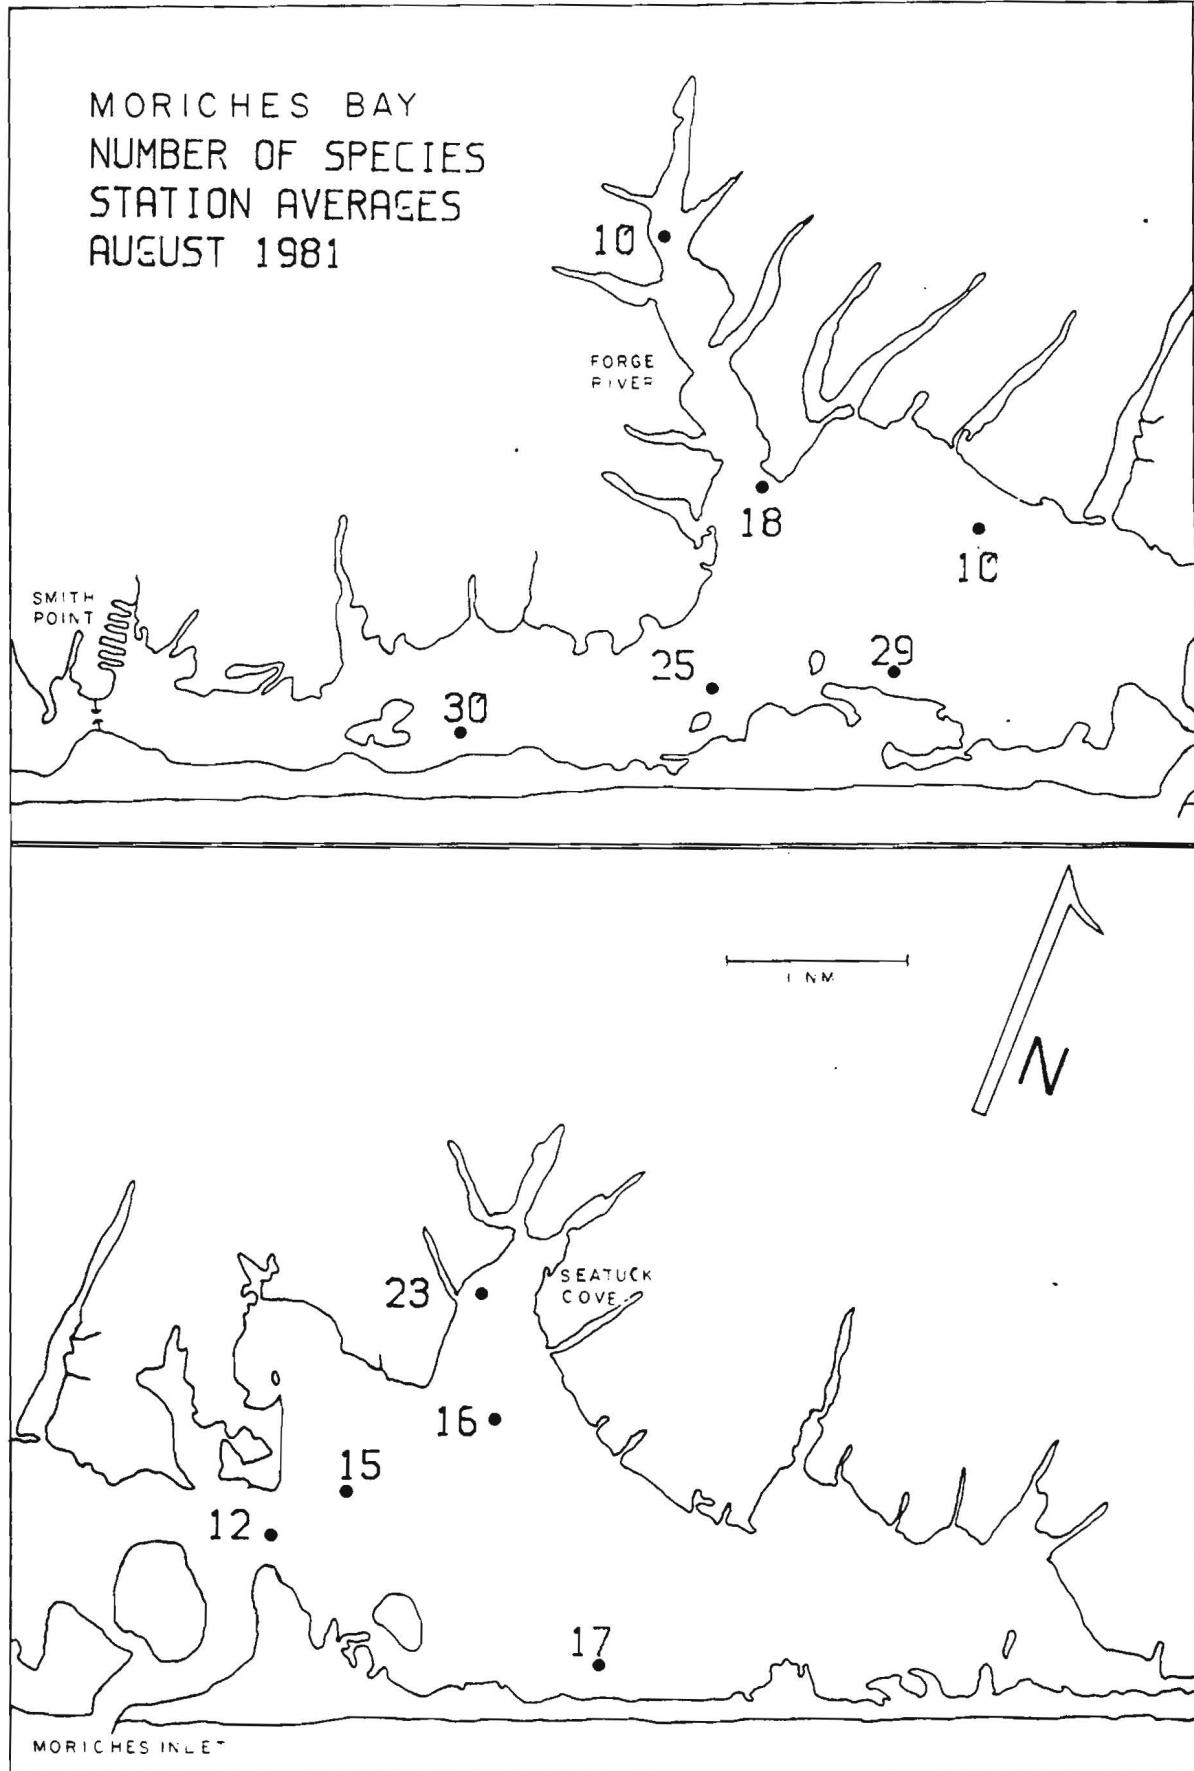 MORICHES BAY
NUMBER OF SPECIES
STATION AVERAGES
AUGUST 1981
10
FORGE
RIVER
18
10
SMITH
POINT
25
29
30
1 NM
N
SEATUCK
COVE
23
16
15
12
17
MORICHES INLET